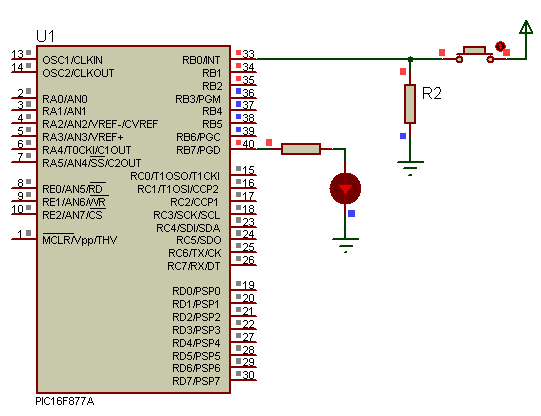 U1
13 OSC1/CLKIN RB0/INT 33
14 OSC2/CLKOUT RB1 34
RB2 35
2 RA0/AN0 RB3/PGM 36
3 RA1/AN1 RB4 37
4 RA2/AN2/VREF-/CVREF RB5 38
5 RA3/AN3/VREF+ RB6/PGC 39
6 RA4/T0CKI/C1OUT RB7/PGD 40
7 RA5/AN4/SS/C2OUT
RC0/T1OSO/T1CKI 15
8 RE0/AN5/RD RC1/T1OSI/CCP2 16
9 RE1/AN6/WR RC2/CCP1 17
10 RE2/AN7/CS RC3/SCK/SCL 18
RC4/SDI/SDA 23
1 MCLR/Vpp/THV RC5/SDO 24
RC6/TX/CK 25
RC7/RX/DT 26
RD0/PSP0 19
RD1/PSP1 20
RD2/PSP2 21
RD3/PSP3 22
RD4/PSP4 27
RD5/PSP5 28
RD6/PSP6 29
RD7/PSP7 30
PIC16F877A
R2